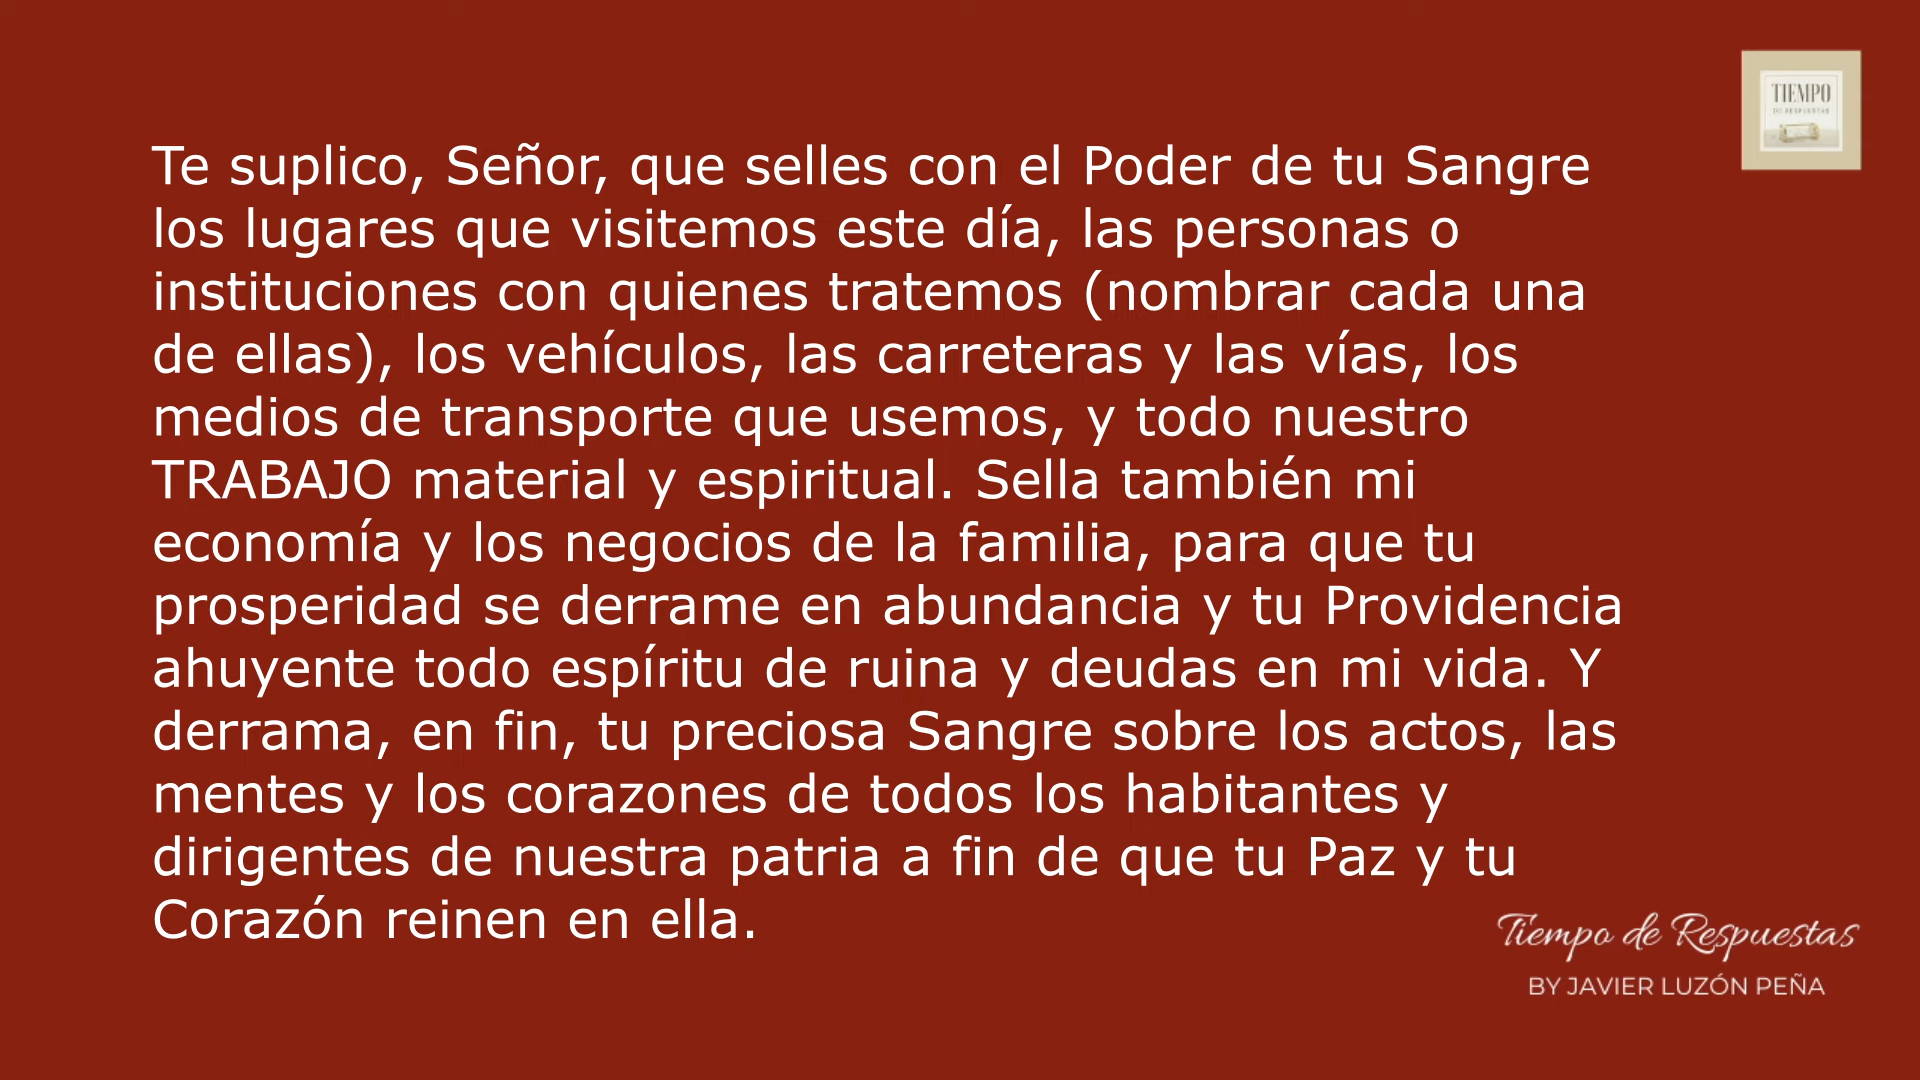 TIEMPO
DE RESPUESTAS
Te suplico, Señor, que selles con el Poder de tu Sangre
los lugares que visitemos este día, las personas o
instituciones con quienes tratemos (nombrar cada una
de ellas), los vehículos, las carreteras y las vías, los
medios de transporte que usemos, y todo nuestro
TRABAJO material y espiritual. Sella también mi
economía y los negocios de la familia, para que tu
prosperidad se derrame en abundancia y tu Providencia
ahuyente todo espíritu de ruina y deudas en mi vida. Y
derrama, en fin, tu preciosa Sangre sobre los actos, las
mentes y los corazones de todos los habitantes y
dirigentes de nuestra patria a fin de que tu Paz y tu
Corazón reinen en ella.
Tiempo de Respuestas
BY JAVIER LUZÓN PEÑA